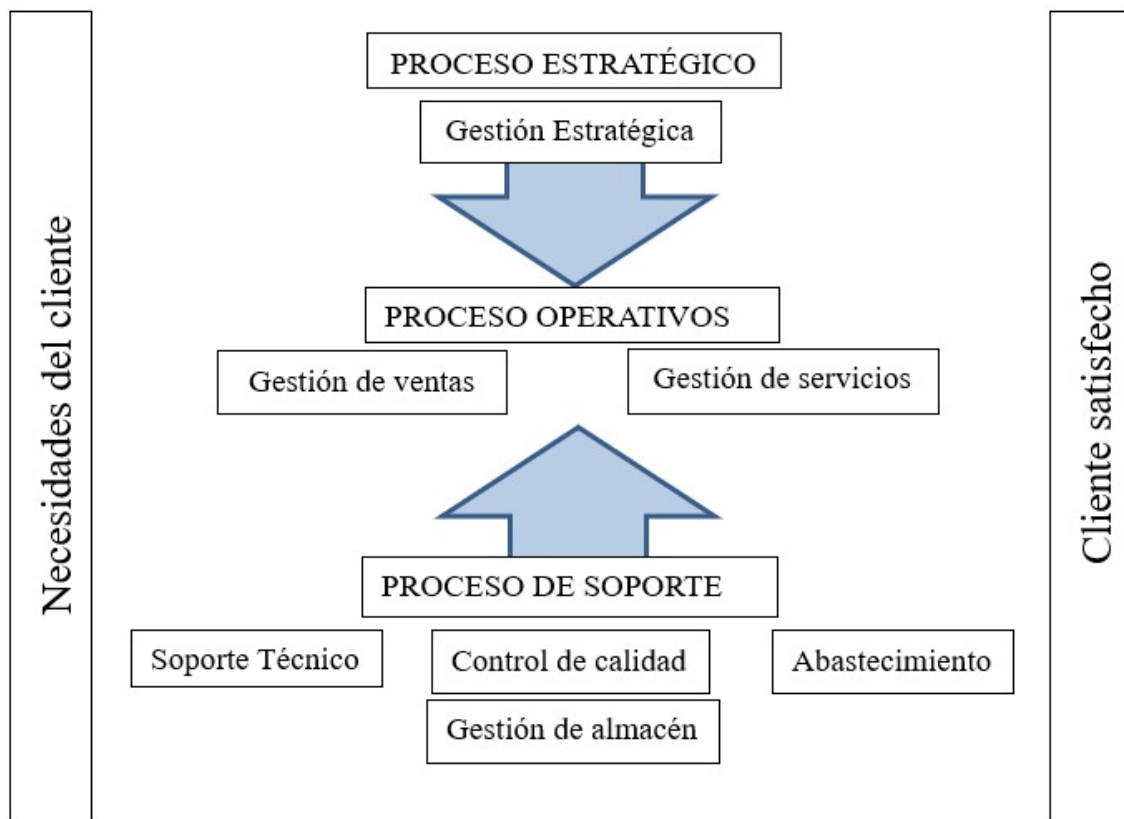 Necesidades del cliente
PROCESO ESTRATÉGICO
Gestión Estratégica
PROCESO OPERATIVOS
Gestión de ventas
Gestión de servicios
PROCESO DE SOPORTE
Soporte Técnico
Control de calidad
Abastecimiento
Gestión de almacén
Cliente satisfecho